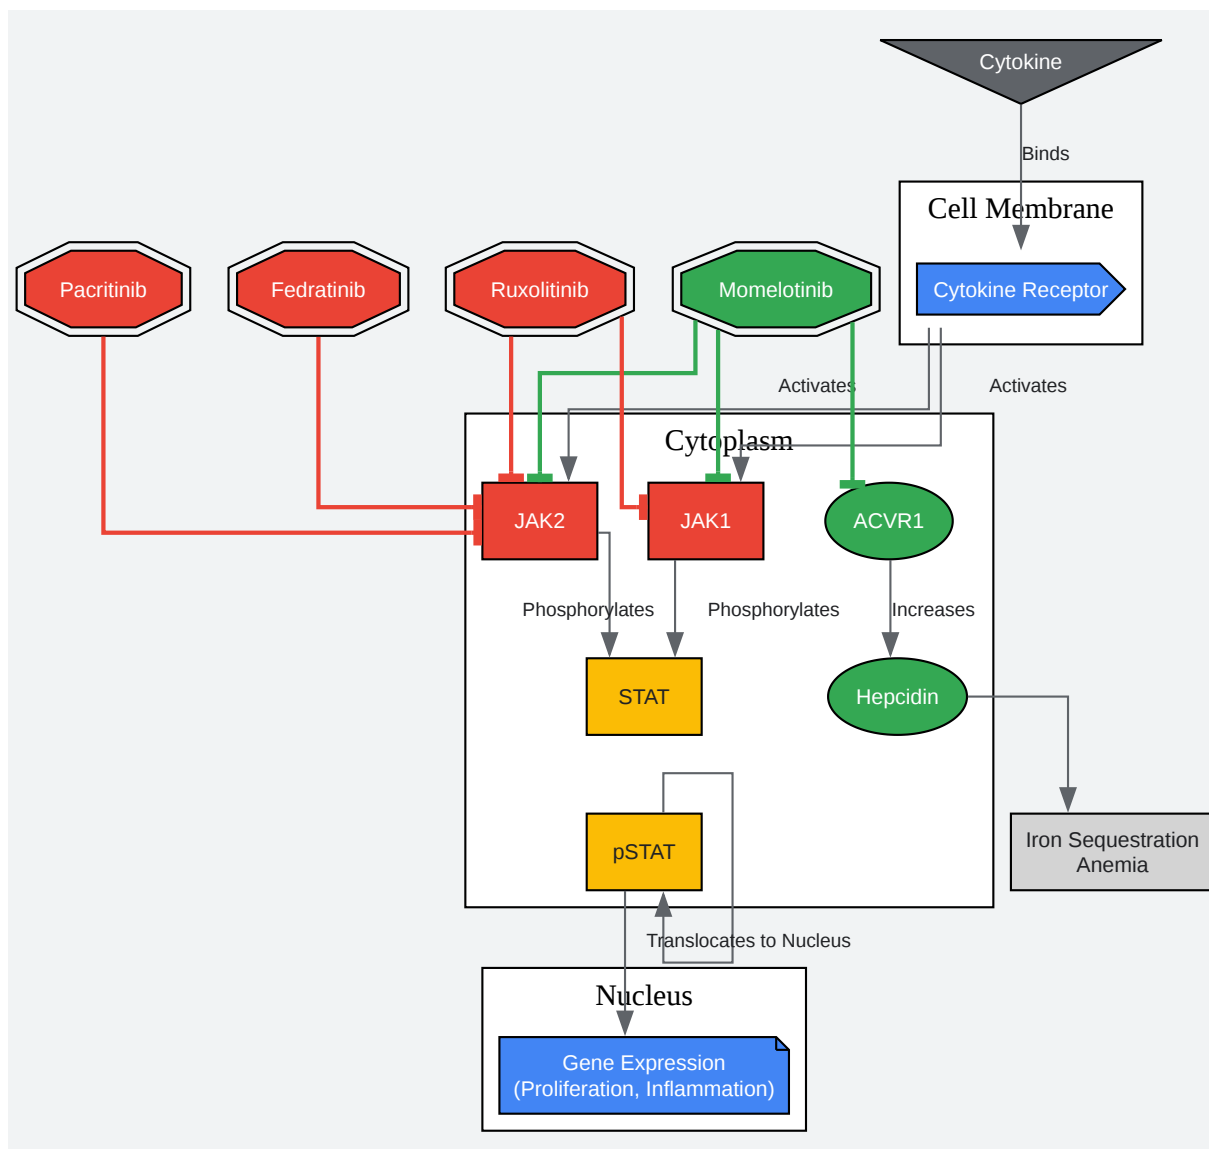 Cytokine
Binds
Cell Membrane
Cytokine Receptor
Pacritinib
Fedratinib
Ruxolitinib
Momelotinib
Activates
Activates
Cytoplasm
JAK2
JAK1
ACVR1
Phosphorylates
Phosphorylates
Increases
STAT
Hepcidin
pSTAT
Iron Sequestration
Anemia
Translocates to Nucleus
Nucleus
Gene Expression
(Proliferation, Inflammation)